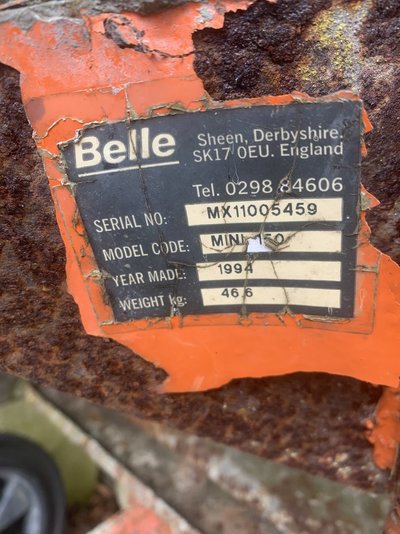 Belle
Sheen, Derbyshire.
SK17 0EU. England
Tel. 0298 84606
SERIAL NO: MX11005459
MODEL CODE: MINI
YEAR MADE: 1994
WEIGHT kg: 46.6